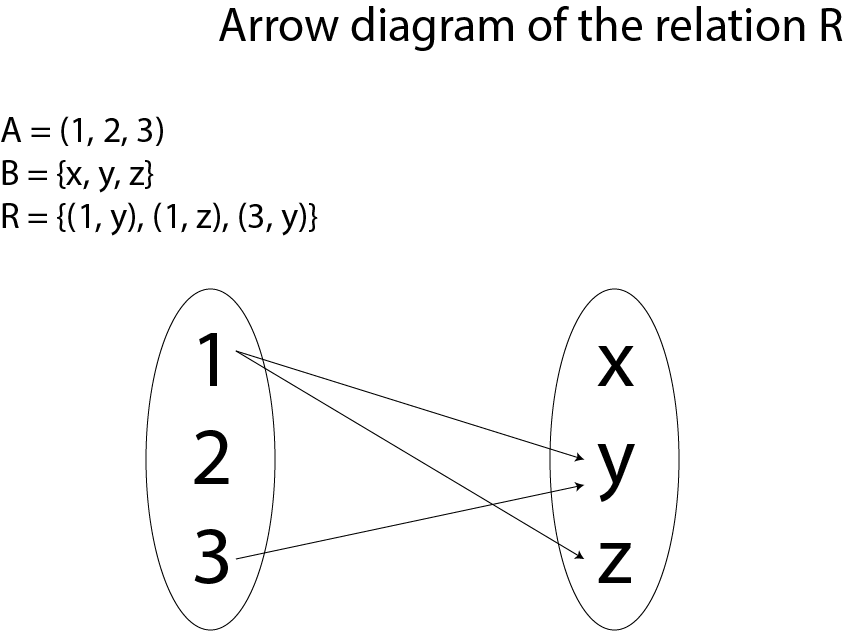 Arrow diagram of the relation R
A = (1, 2, 3)
B = {x, y, z}
R = {(1, y), (1, z), (3, y)}
1
2
3
x
y
z